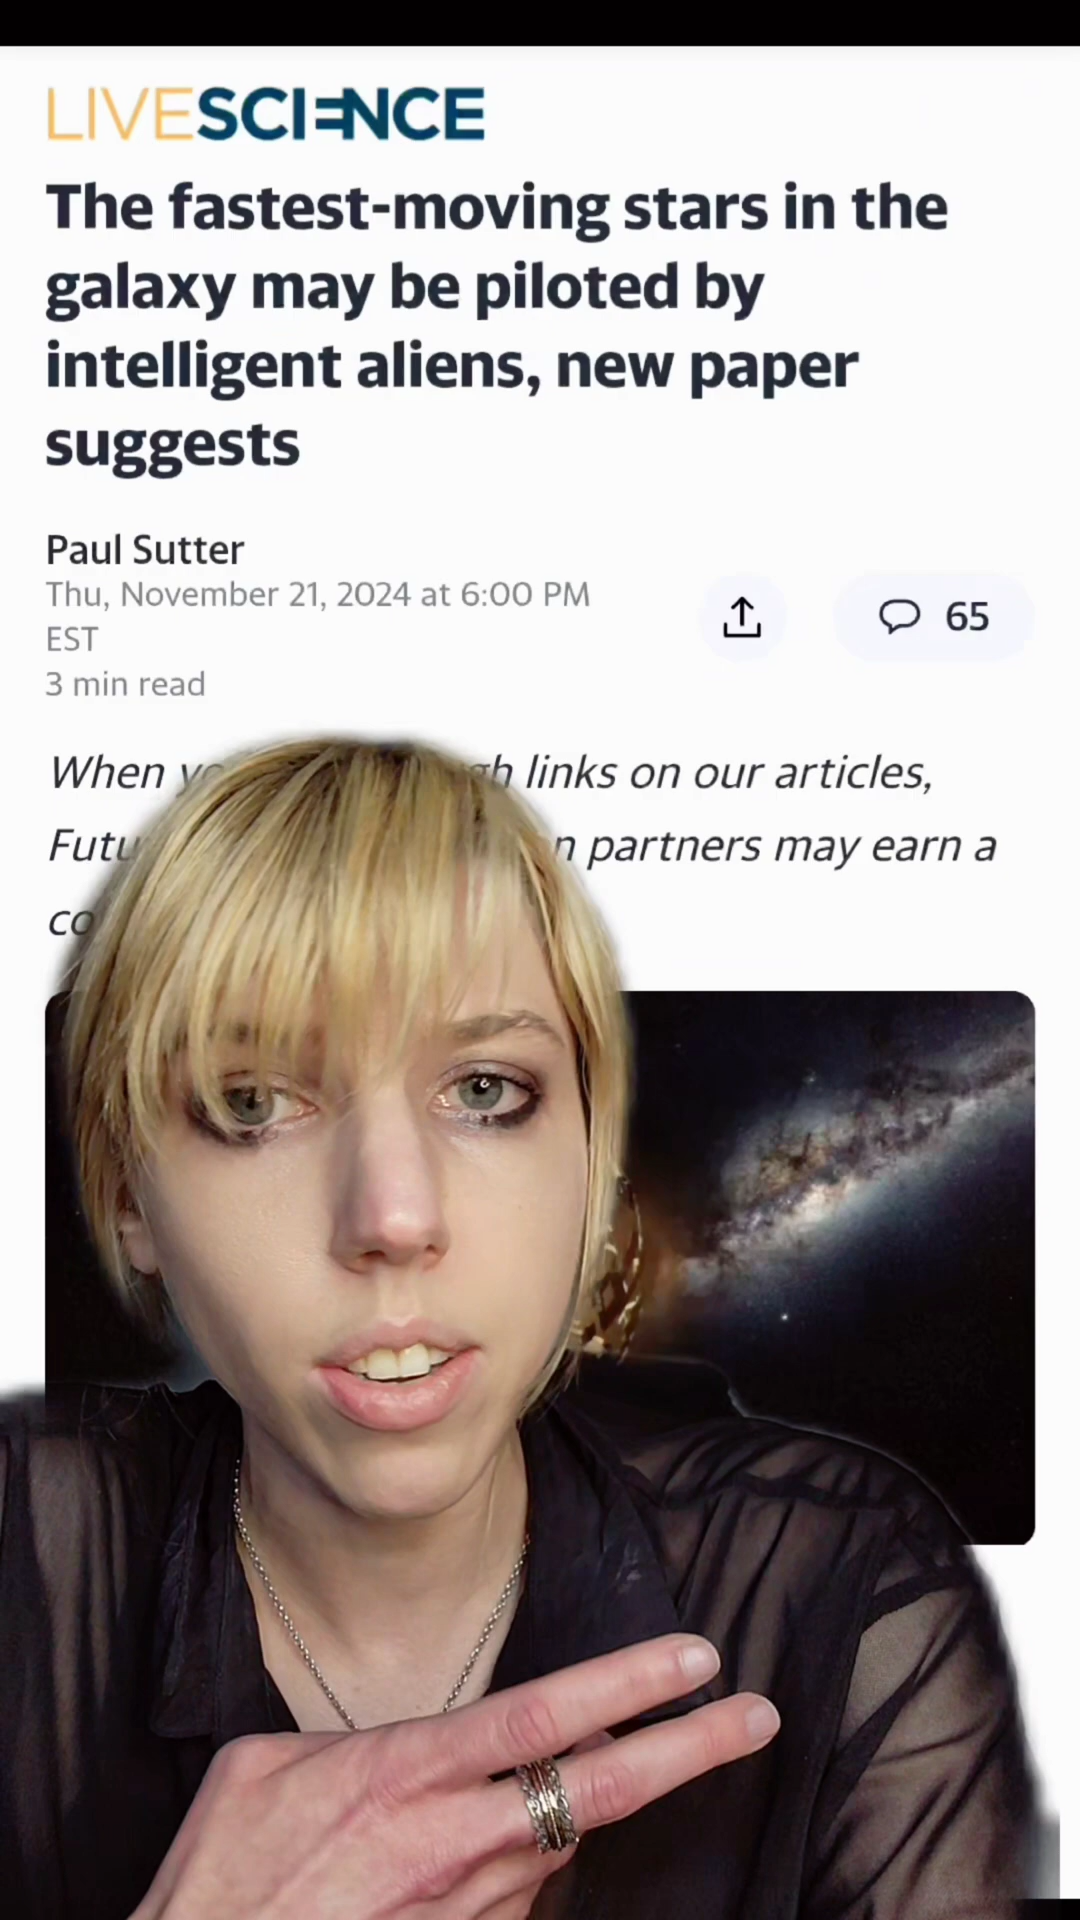 LIVESCIENCE
The fastest-moving stars in the
galaxy may be piloted by
intelligent aliens, new paper
suggests
Paul Sutter
Thu, November 21, 2024 at 6:00 PM
EST
65
3 min read
When links on our articles,
partners may earn a